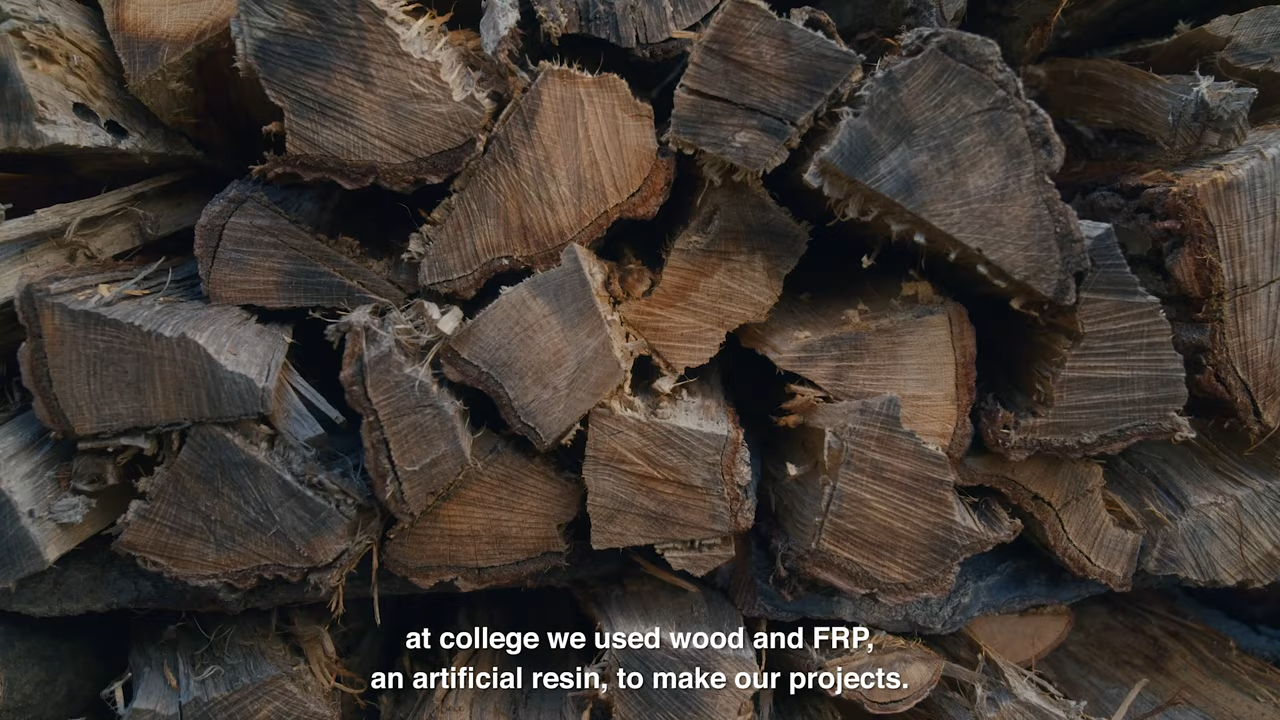 at college we used wood and FRP,
an artificial resin, to make our projects.